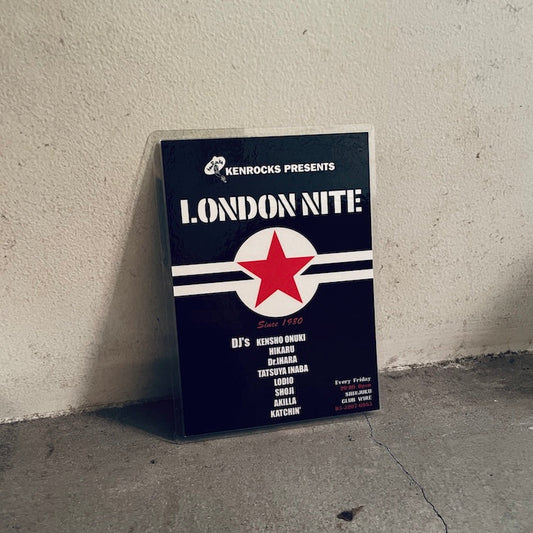 KENROCKS PRESENTS
LONDON NITE
Since 1980
DJ's KENSHO ONUKI
HIKARU
Dr.IHARA
TATSUYA INABA
LODIO
SHOJI
AKILLA
KATCHIN'
Every Friday
Open
SHINJUKU
CLUB WIRE